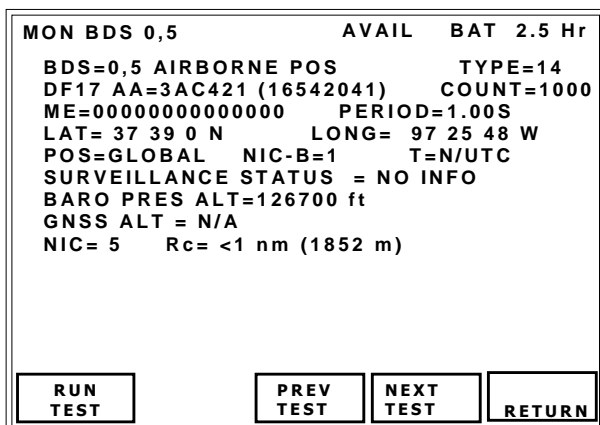 MON BDS 0,5 AVAIL BAT 2.5 Hr
BDS=0,5 AIRBORNE POS TYPE=14
DF17 AA=3AC421 (16542041) COUNT=1000
ME=00000000000000 PERIOD=1.00S
LAT= 37 39 0 N LONG= 97 25 48 W
POS=GLOBAL NIC-B=1 T=N/UTC
SURVEILLANCE STATUS = NO INFO
BARO PRES ALT=126700 ft
GNSS ALT = N/A
NIC= 5 Rc= <1 nm (1852 m)
RUN TEST
PREV TEST
NEXT TEST
RETURN